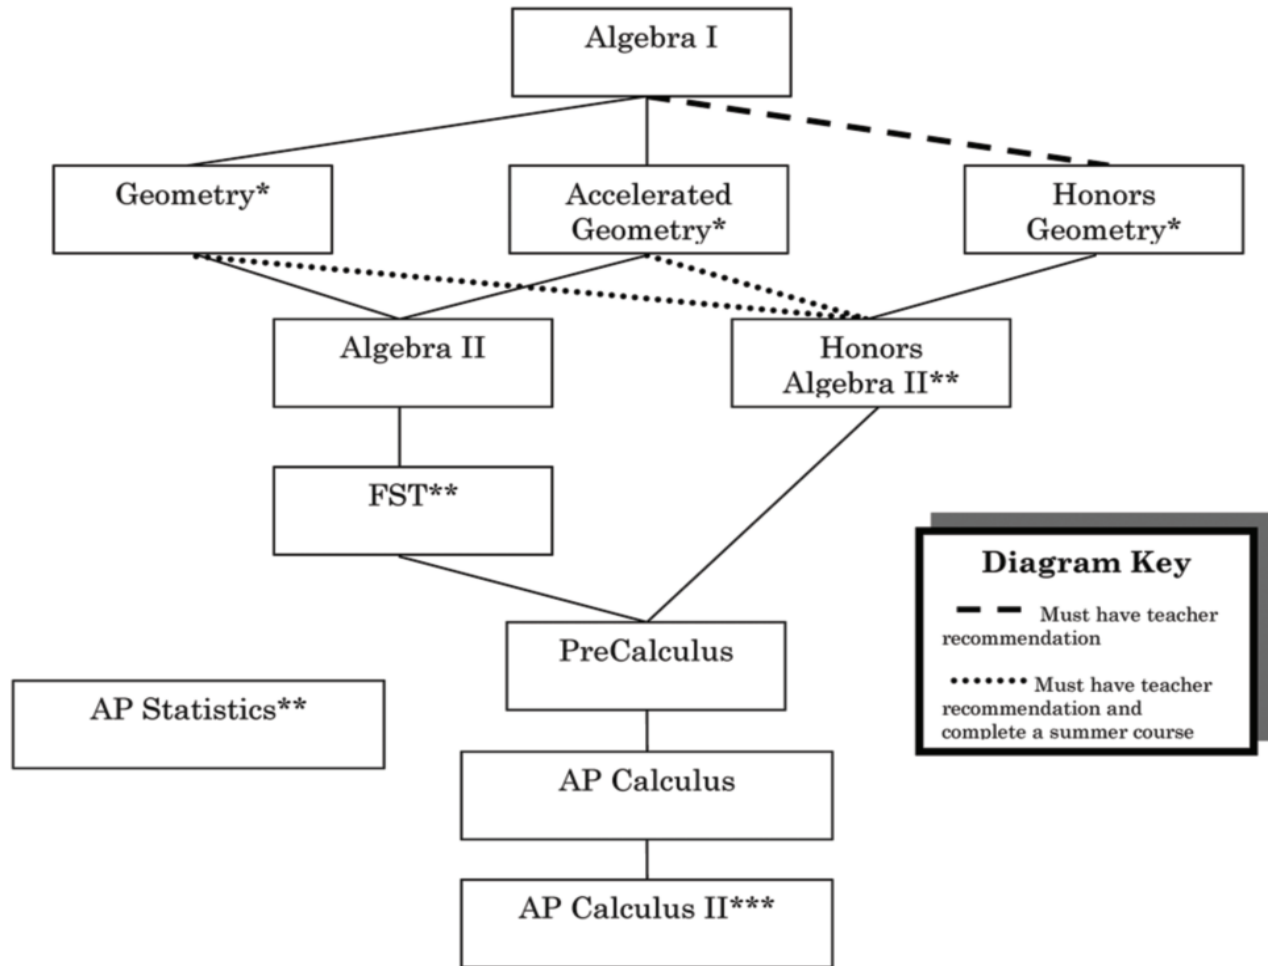 Algebra I
Geometry*
Accelerated
Geometry*
Honors
Geometry*
Algebra II
Honors
Algebra II**
FST**
Diagram Key
Must have teacher
recommendation
Must have teacher
recommendation and
complete a summer course
PreCalculus
AP Statistics**
AP Calculus
AP Calculus II***